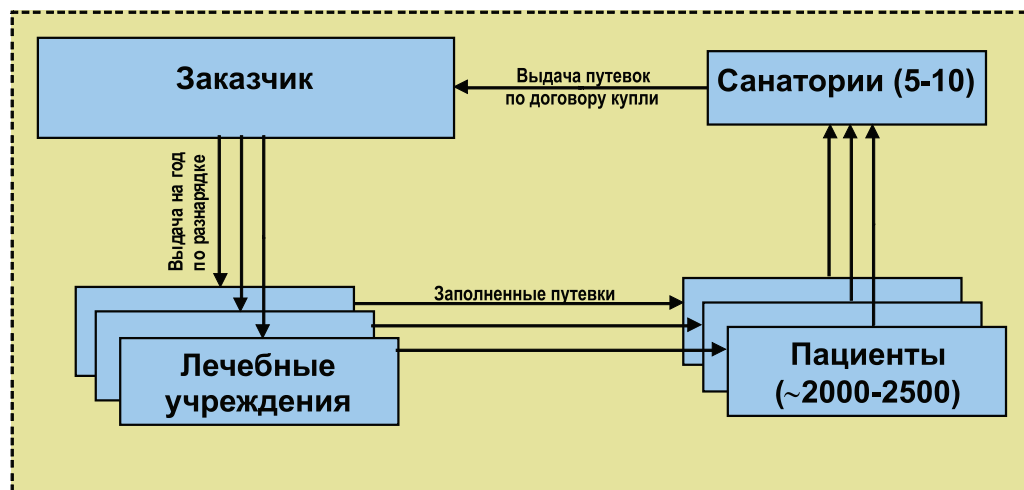 Заказчик
Выдача путевок
по договору купли
Санатории (5-10)
Выдача на год
по разнарядке
Заполненные путевки
Лечебные
учреждения
Пациенты
(~2000-2500)